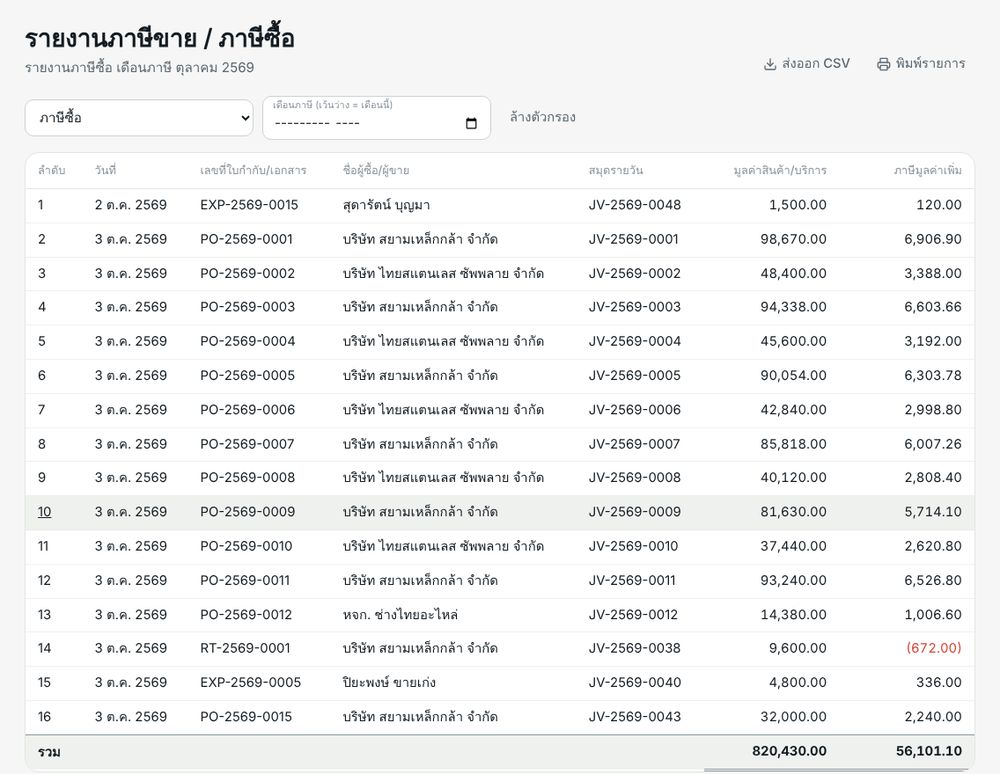 รายงานภาษีขาย / ภาษีซื้อ
รายงานภาษีซื้อ เดือนภาษี ตุลาคม 2569
ส่งออก CSV พิมพ์รายการ
ภาษีซื้อ
เดือนภาษี (เว้นว่าง = เดือนนี้)
--------- ----
ล้างตัวกรอง
ลำดับ วันที่ เลขที่ใบกำกับ/เอกสาร ชื่อผู้ซื้อ/ผู้ขาย สมุดรายวัน มูลค่าสินค้า/บริการ ภาษีมูลค่าเพิ่ม
1 2 ต.ค. 2569 EXP-2569-0015 สุดารัตน์ บุญมา JV-2569-0048 1,500.00 120.00
2 3 ต.ค. 2569 PO-2569-0001 บริษัท สยามเหล็กกล้า จำกัด JV-2569-0001 98,670.00 6,906.90
3 3 ต.ค. 2569 PO-2569-0002 บริษัท ไทยสแตนเลส ซัพพลาย จำกัด JV-2569-0002 48,400.00 3,388.00
4 3 ต.ค. 2569 PO-2569-0003 บริษัท สยามเหล็กกล้า จำกัด JV-2569-0003 94,338.00 6,603.66
5 3 ต.ค. 2569 PO-2569-0004 บริษัท ไทยสแตนเลส ซัพพลาย จำกัด JV-2569-0004 45,600.00 3,192.00
6 3 ต.ค. 2569 PO-2569-0005 บริษัท สยามเหล็กกล้า จำกัด JV-2569-0005 90,054.00 6,303.78
7 3 ต.ค. 2569 PO-2569-0006 บริษัท ไทยสแตนเลส ซัพพลาย จำกัด JV-2569-0006 42,840.00 2,998.80
8 3 ต.ค. 2569 PO-2569-0007 บริษัท สยามเหล็กกล้า จำกัด JV-2569-0007 85,818.00 6,007.26
9 3 ต.ค. 2569 PO-2569-0008 บริษัท ไทยสแตนเลส ซัพพลาย จำกัด JV-2569-0008 40,120.00 2,808.40
10 3 ต.ค. 2569 PO-2569-0009 บริษัท สยามเหล็กกล้า จำกัด JV-2569-0009 81,630.00 5,714.10
11 3 ต.ค. 2569 PO-2569-0010 บริษัท ไทยสแตนเลส ซัพพลาย จำกัด JV-2569-0010 37,440.00 2,620.80
12 3 ต.ค. 2569 PO-2569-0011 บริษัท สยามเหล็กกล้า จำกัด JV-2569-0011 93,240.00 6,526.80
13 3 ต.ค. 2569 PO-2569-0012 หจก. ช่างไทยอะไหล่ JV-2569-0012 14,380.00 1,006.60
14 3 ต.ค. 2569 RT-2569-0001 บริษัท สยามเหล็กกล้า จำกัด JV-2569-0038 9,600.00 (672.00)
15 3 ต.ค. 2569 EXP-2569-0005 ปิยะพงษ์ ขายเก่ง JV-2569-0040 4,800.00 336.00
16 3 ต.ค. 2569 PO-2569-0015 บริษัท สยามเหล็กกล้า จำกัด JV-2569-0043 32,000.00 2,240.00
รวม 820,430.00 56,101.10